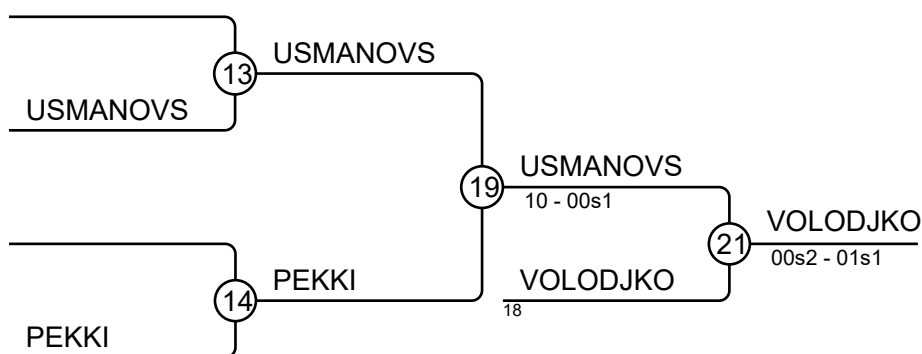 USMANOVS
13
USMANOVS
USMANOVS
19
10 - 00s1
VOLODJKO
21
00s2 - 01s1
VOLODJKO
18
PEKKI
14
PEKKI